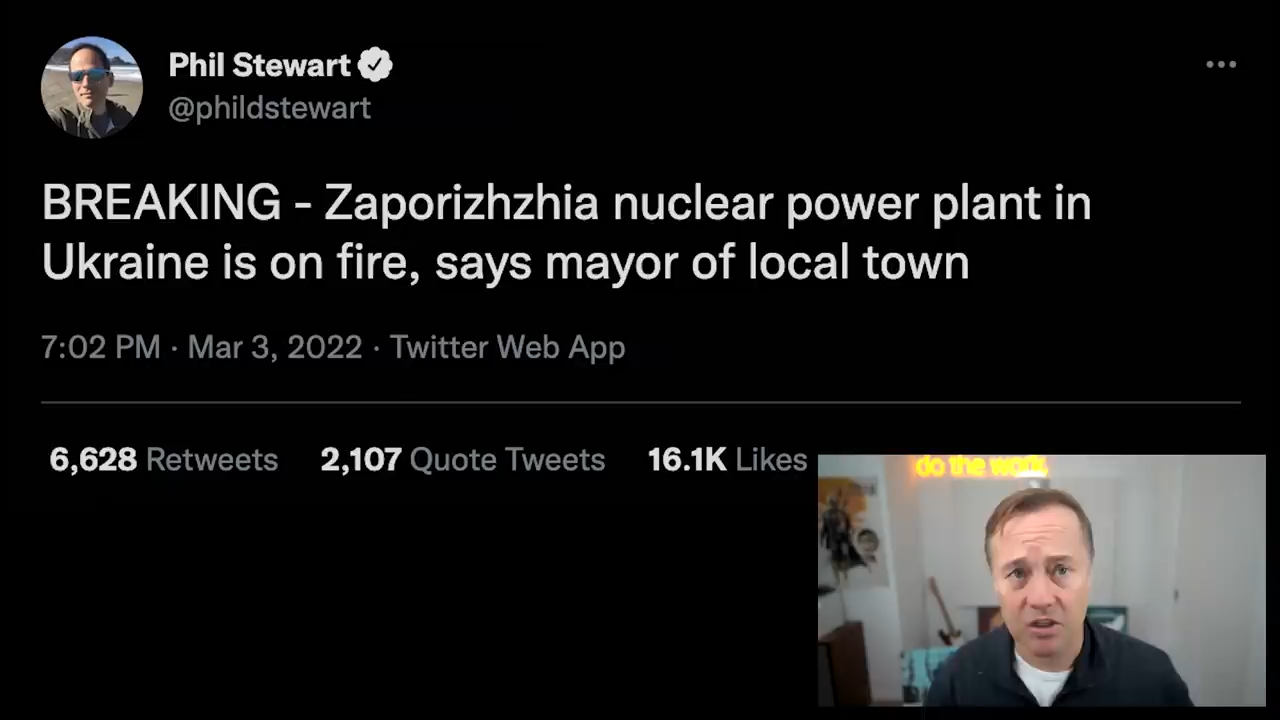 Phil Stewart
@phildstewart
BREAKING - Zaporizhzhia nuclear power plant in
Ukraine is on fire, says mayor of local town
7:02 PM · Mar 3, 2022 · Twitter Web App
6,628 Retweets 2,107 Quote Tweets 16.1K Likes
do the work.